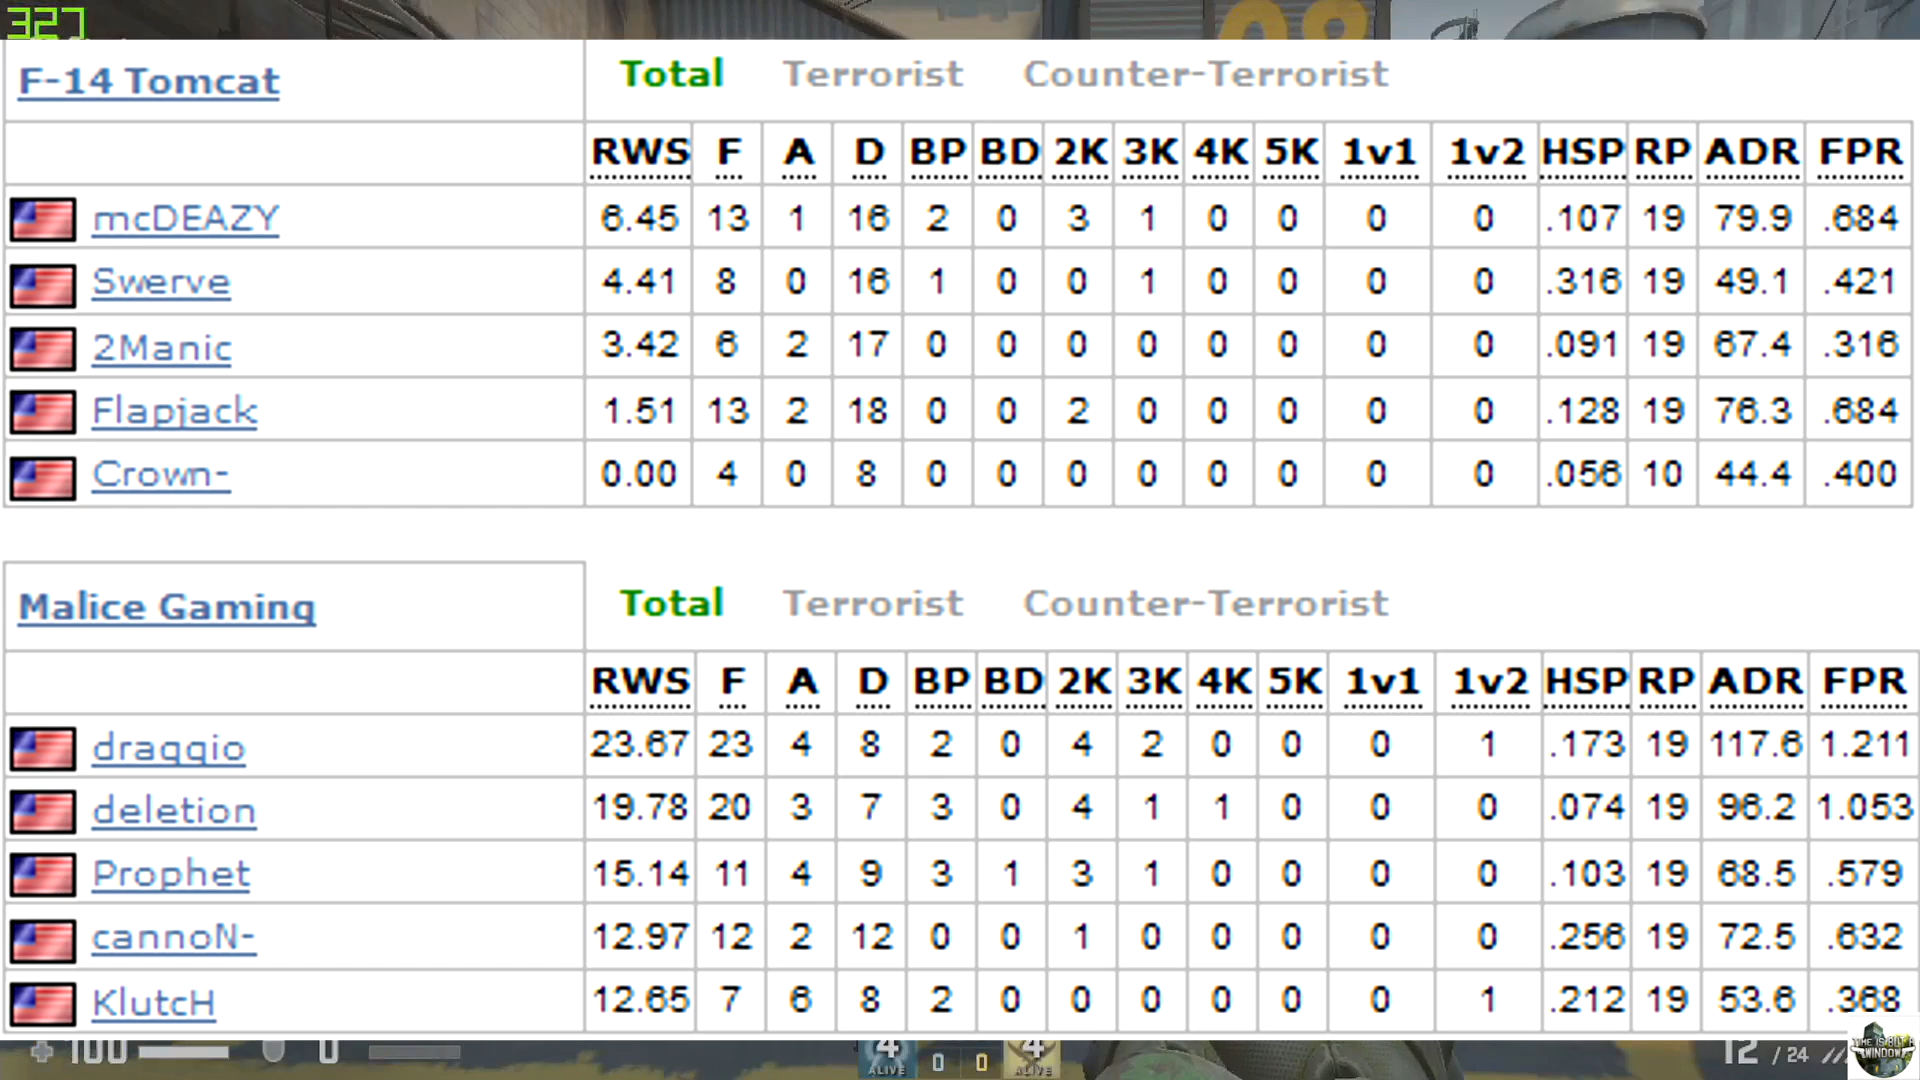 327
08
F-14 Tomcat Total Terrorist Counter-Terrorist
RWS F A D BP BD 2K 3K 4K 5K 1v1 1v2 HSP RP ADR FPR
mcDEAZY 6.45 13 1 16 2 0 3 1 0 0 0 0 .107 19 79.9 .684
Swerve 4.41 8 0 16 1 0 0 1 0 0 0 0 .316 19 49.1 .421
2Manic 3.42 6 2 17 0 0 0 0 0 0 0 0 .091 19 67.4 .316
Flapjack 1.51 13 2 18 0 0 2 0 0 0 0 0 .128 19 76.3 .684
Crown- 0.00 4 0 8 0 0 0 0 0 0 0 0 .056 10 44.4 .400
Malice Gaming Total Terrorist Counter-Terrorist
RWS F A D BP BD 2K 3K 4K 5K 1v1 1v2 HSP RP ADR FPR
draqqio 23.67 23 4 8 2 0 4 2 0 0 0 1 .173 19 117.6 1.211
deletion 19.78 20 3 7 3 0 4 1 1 0 0 0 .074 19 96.2 1.053
Prophet 15.14 11 4 9 3 1 3 1 0 0 0 0 .103 19 68.5 .579
cannoN- 12.97 12 2 12 0 0 1 0 0 0 0 0 .256 19 72.5 .632
KlutcH 12.65 7 6 8 2 0 0 0 0 0 0 1 .212 19 53.6 .368
100 0 4 ALIVE 0 0 4 ALIVE 12 / 24
TIME IS BUT A
WINDOW